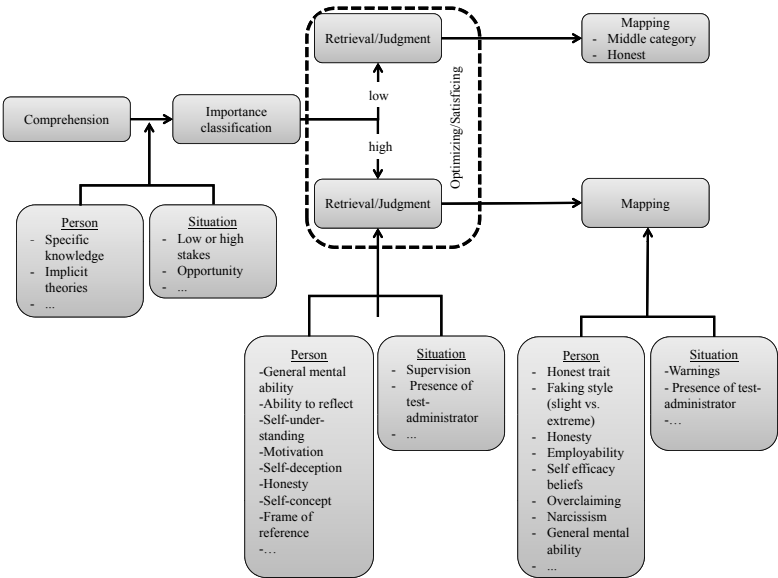 Comprehension
Importance
classification
Retrieval/Judgment
low
high
Retrieval/Judgment
Optimizing/Satisficing
Mapping
- Middle category
- Honest
Mapping
Person
- Specific
knowledge
- Implicit
theories
- ...
Situation
- Low or high
stakes
- Opportunity
- ...
Person
-General mental
ability
-Ability to reflect
-Self-under-
standing
-Motivation
-Self-deception
-Honesty
-Self-concept
-Frame of
reference
-…
Situation
- Supervision
- Presence of
test-
administrator
- ...
Person
- Honest trait
- Faking style
(slight vs.
extreme)
- Honesty
- Employability
- Self efficacy
beliefs
- Overclaiming
- Narcissism
- General mental
ability
- ...
Situation
-Warnings
- Presence of test-
administrator
-…